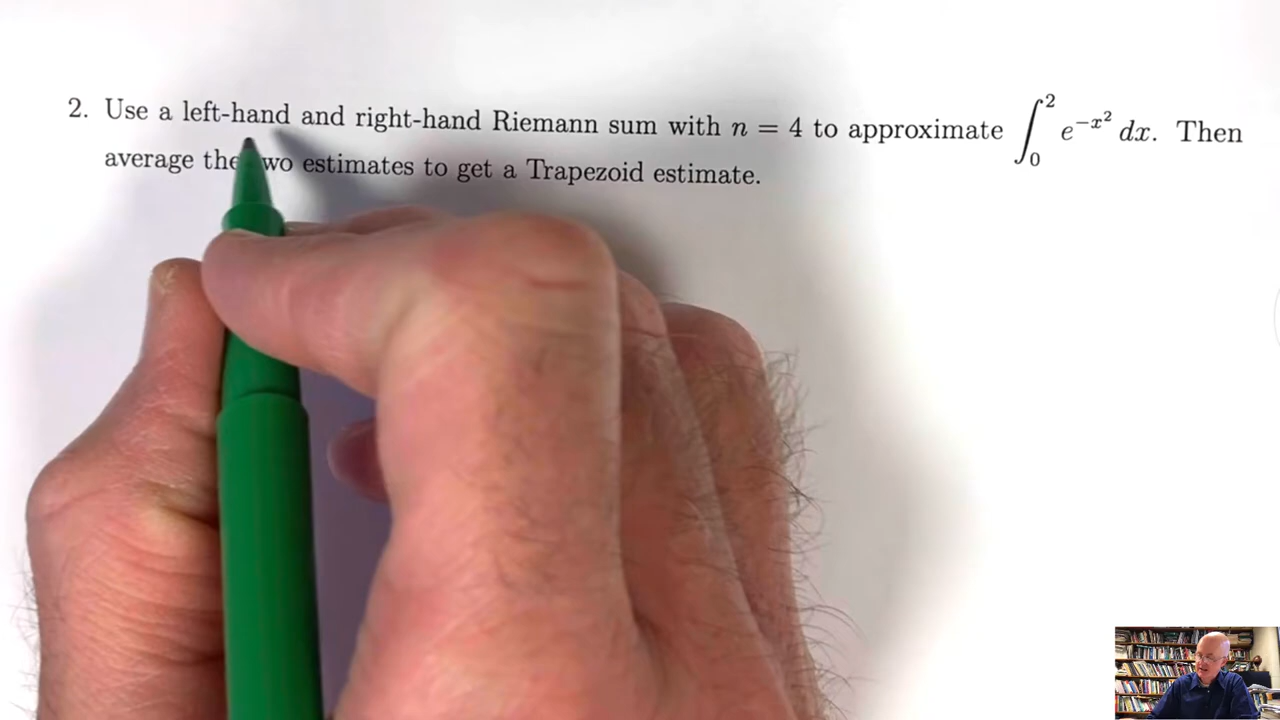 2. Use a left-hand and right-hand Riemann sum with n = 4 to approximate ∫₀² e^{-x²} dx. Then
average the two estimates to get a Trapezoid estimate.